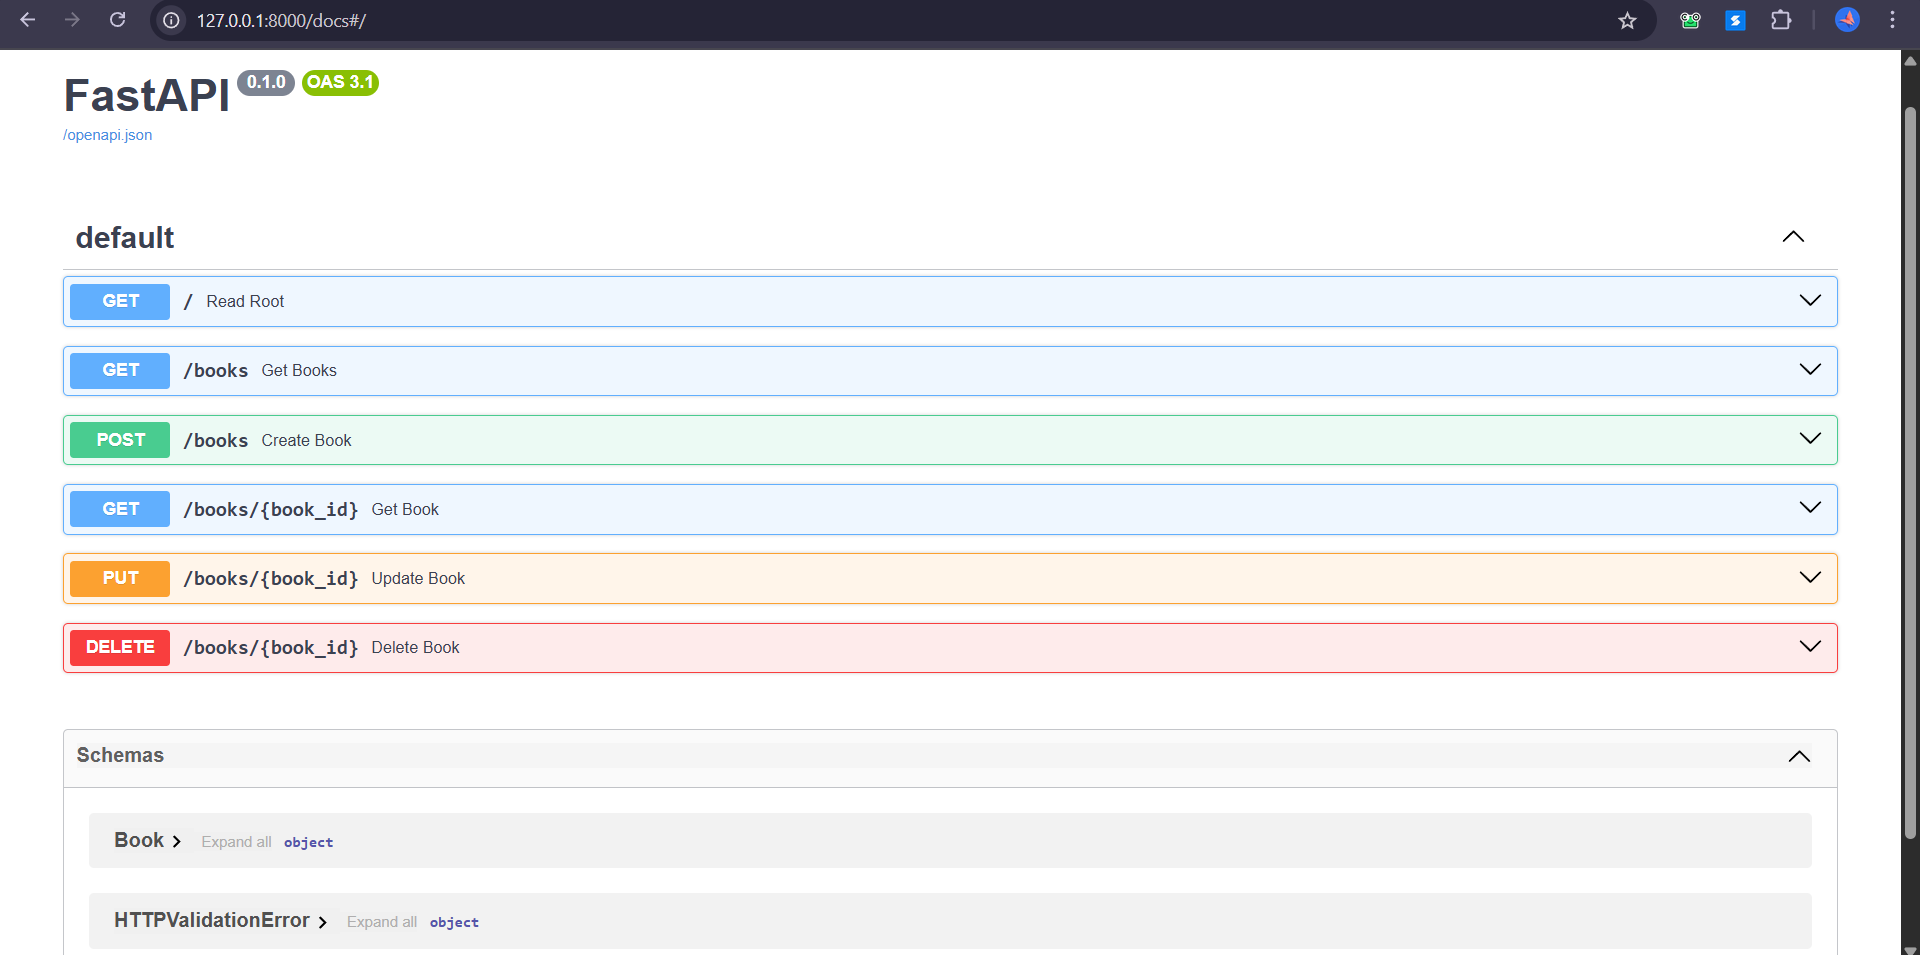 127.0.0.1:8000/docs#/
FastAPI 0.1.0 OAS 3.1
/openapi.json
default
GET / Read Root
GET /books Get Books
POST /books Create Book
GET /books/{book_id} Get Book
PUT /books/{book_id} Update Book
DELETE /books/{book_id} Delete Book
Schemas
Book Expand all object
HTTPValidationError Expand all object